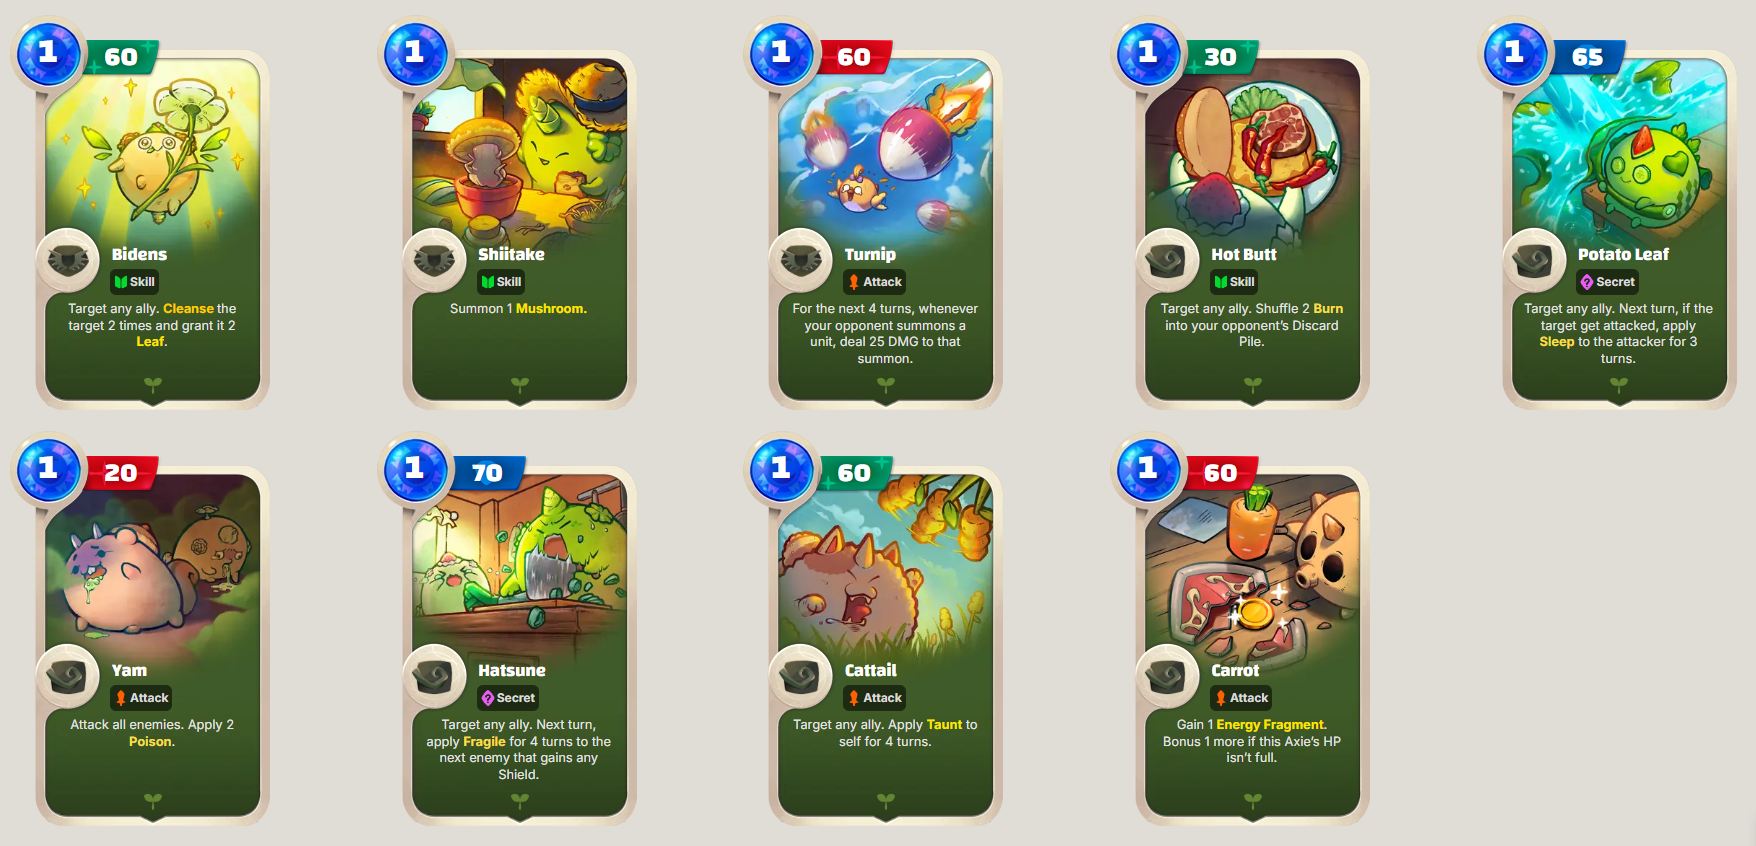 1
60
Bidens
Skill
Target any ally. Cleanse the
target 2 times and grant it 2
Leaf.
1
Shiitake
Skill
Summon 1 Mushroom.
1
60
Turnip
Attack
For the next 4 turns, whenever
your opponent summons a
unit, deal 25 DMG to that
summon.
1
30
Hot Butt
Skill
Target any ally. Shuffle 2 Burn
into your opponent's Discard
Pile.
1
65
Potato Leaf
Secret
Target any ally. Next turn, if the
target get attacked, apply
Sleep to the attacker for 3
turns.
1
20
Yam
Attack
Attack all enemies. Apply 2
Poison.
1
70
Hatsune
Secret
Target any ally. Next turn,
apply Fragile for 4 turns to the
next enemy that gains any
Shield.
1
60
Cattail
Attack
Target any ally. Apply Taunt to
self for 4 turns.
1
60
Carrot
Attack
Gain 1 Energy Fragment.
Bonus 1 more if this Axie's HP
isn't full.